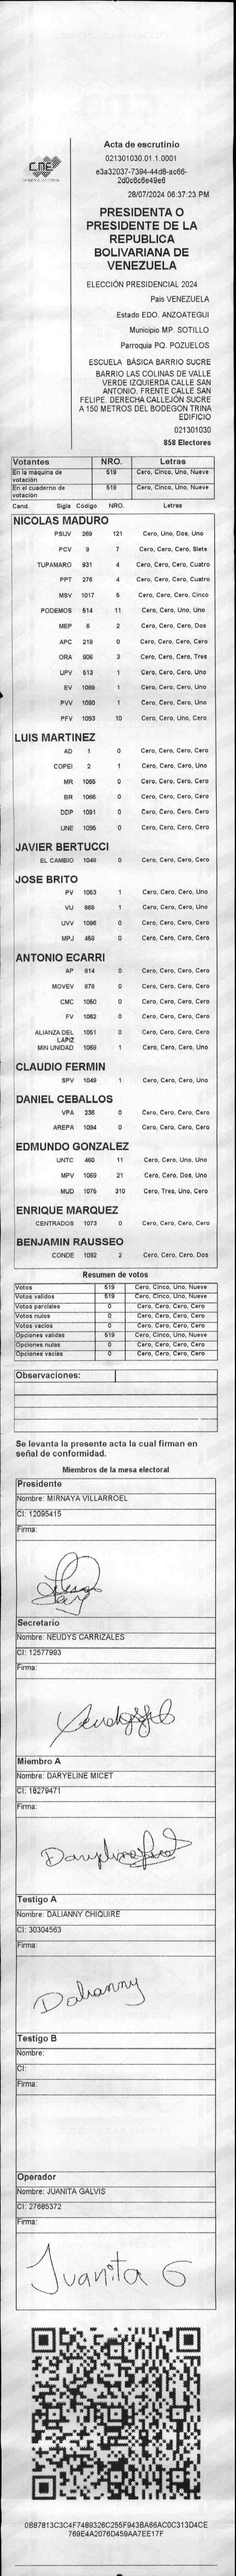 CNE
Acta de escrutinio
021301030.01.1.0001
e3a32037-7394-44d8-ac66-
2d0c6c6e49e6
28/07/2024 06:37:23 PM
PRESIDENTA O
PRESIDENTE DE LA
REPUBLICA
BOLIVARIANA DE
VENEZUELA
ELECCIÓN PRESIDENCIAL 2024
Pais VENEZUELA
Estado EDO. ANZOATEGUI
Municipio MP. SOTILLO
Parroquia PQ. POZUELOS
ESCUELA BÁSICA BARRIO SUCRE
BARRIO LAS COLINAS DE VALLE
VERDE IZQUIERDA CALLE SAN
ANTONIO. FRENTE CALLE SAN
FELIPE. DERECHA CALLEJÓN SUCRE
A 150 METROS DEL BODEGON TRINA
EDIFICIO
021301030
858 Electores
Votantes NRO. Letras
En la máquina de votación 519 Cero, Cinco, Uno, Nueve
En el cuaderno de votación 519 Cero, Cinco, Uno, Nueve
Cand. Sigla Código NRO. Letras
NICOLAS MADURO
PSUV 269 121 Cero, Uno, Dos, Uno
PCV 9 7 Cero, Cero, Cero, Siete
TUPAMARO 931 4 Cero, Cero, Cero, Cuatro
PPT 276 4 Cero, Cero, Cero, Cuatro
MSV 1017 5 Cero, Cero, Cero, Cinco
PODEMOS 514 11 Cero, Cero, Uno, Uno
MEP 6 2 Cero, Cero, Cero, Dos
APC 219 0 Cero, Cero, Cero, Cero
ORA 906 3 Cero, Cero, Cero, Tres
UPV 513 1 Cero, Cero, Cero, Uno
EV 1089 1 Cero, Cero, Cero, Uno
PVV 1090 1 Cero, Cero, Cero, Uno
PFV 1093 10 Cero, Cero, Uno, Cero
LUIS MARTINEZ
AD 1 0 Cero, Cero, Cero, Cero
COPEI 2 1 Cero, Cero, Cero, Uno
MR 1065 0 Cero, Cero, Cero, Cero
BR 1066 0 Cero, Cero, Cero, Cero
DDP 1091 0 Cero, Cero, Cero, Cero
UNE 1095 0 Cero, Cero, Cero, Cero
JAVIER BERTUCCI
EL CAMBIO 1048 0 Cero, Cero, Cero, Cero
JOSE BRITO
PV 1053 1 Cero, Cero, Cero, Uno
VU 869 1 Cero, Cero, Cero, Uno
UVV 1096 0 Cero, Cero, Cero, Cero
MPJ 459 0 Cero, Cero, Cero, Cero
ANTONIO ECARRI
AP 814 0 Cero, Cero, Cero, Cero
MOVEV 878 0 Cero, Cero, Cero, Cero
CMC 1050 0 Cero, Cero, Cero, Cero
FV 1062 0 Cero, Cero, Cero, Cero
ALIANZA DEL LAPIZ 1051 0 Cero, Cero, Cero, Cero
MIN UNIDAD 1059 1 Cero, Cero, Cero, Uno
CLAUDIO FERMIN
SPV 1049 1 Cero, Cero, Cero, Uno
DANIEL CEBALLOS
VPA 236 0 Cero, Cero, Cero, Cero
AREPA 1094 0 Cero, Cero, Cero, Cero
EDMUNDO GONZALEZ
UNTC 460 11 Cero, Cero, Uno, Uno
MPV 1069 21 Cero, Cero, Dos, Uno
MUD 1075 310 Cero, Tres, Uno, Cero
ENRIQUE MARQUEZ
CENTRADOS 1073 0 Cero, Cero, Cero, Cero
BENJAMIN RAUSSEO
CONDE 1092 2 Cero, Cero, Cero, Dos
Resumen de votos
Votos 519 Cero, Cinco, Uno, Nueve
Votos validos 519 Cero, Cinco, Uno, Nueve
Votos parciales 0 Cero, Cero, Cero, Cero
Votos nulos 0 Cero, Cero, Cero, Cero
Votos vacios 0 Cero, Cero, Cero, Cero
Opciones validas 519 Cero, Cinco, Uno, Nueve
Opciones nulas 0 Cero, Cero, Cero, Cero
Opciones vacias 0 Cero, Cero, Cero, Cero
Observaciones:
Se levanta la presente acta la cual firman en
señal de conformidad.
Miembros de la mesa electoral
Presidente
Nombre: MIRNAYA VILLARROEL
CI: 12095415
Firma:
Secretario
Nombre: NEUDYS CARRIZALES
CI: 12577993
Firma:
Miembro A
Nombre: DARYELINE MICET
CI: 18279471
Firma:
Testigo A
Nombre: DALIANNY CHIQUIRE
CI: 30304563
Firma:
Dalianny
Testigo B
Nombre:
CI:
Firma:
Operador
Nombre: JUANITA GALVIS
CI: 27685372
Firma:
Juanita G
0B87813C3C4F7489326C255F943BA66AC0C313D4CE
769E4A2076D459AA7EE17F